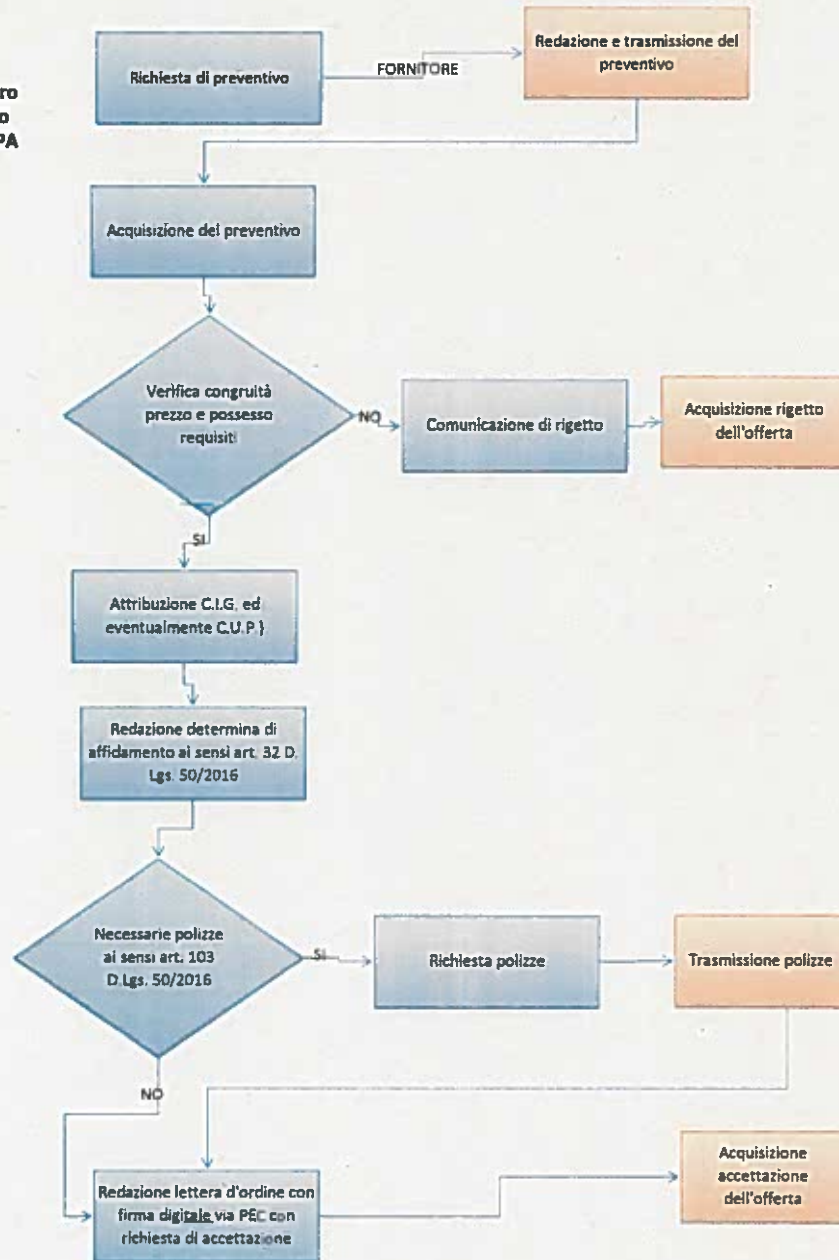 ro
o
PA
Richiesta di preventivo
FORNITORE
Redazione e trasmissione del
preventivo
Acquisizione del preventivo
Verifica congruità
prezzo e possesso
requisiti
NO
Comunicazione di rigetto
Acquisizione rigetto
dell'offerta
SI
Attribuzione C.I.G. ed
eventualmente C.U.P.)
Redazione determina di
affidamento ai sensi art. 32 D.
Lgs. 50/2016
Necessarie polizze
ai sensi art. 103
D.Lgs. 50/2016
SI
Richiesta polizze
Trasmissione polizze
NO
Redazione lettera d'ordine con
firma digitale via PEC con
richiesta di accettazione
Acquisizione
accettazione
dell'offerta